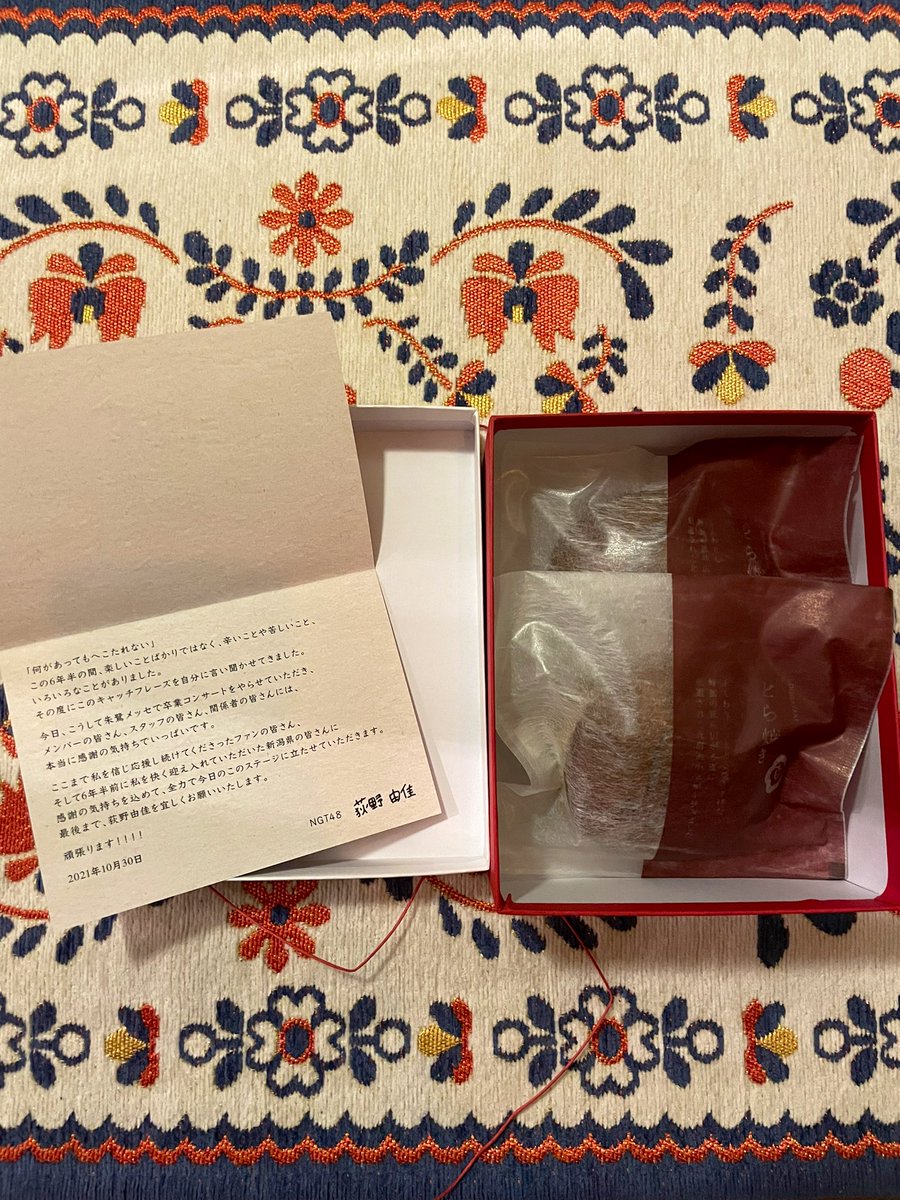 「何があってもへこたれない」
この6年半の間、楽しいことばかりではなく、辛いことや苦しいこと、
いろいろなことがありました。
その度にこのキャッチフレーズを自分に言い聞かせてきました。
今日、こうして朱鷺メッセで卒業コンサートをやらせていただき、
メンバーの皆さん、スタッフの皆さん、関係者の皆さんには、
本当に感謝の気持ちでいっぱいです。
ここまで私を信じ応援し続けてくださったファンの皆さん、
そして6年半前に私を快く迎え入れていただいた新潟県の皆さんに
感謝の気持ちを込めて、全力で今日のこのステージに立たせていただきます。
最後まで、荻野由佳を宜しくお願いいたします。
頑張ります!!!!
2021年10月30日
NGT48 荻野 由佳
どら焼き